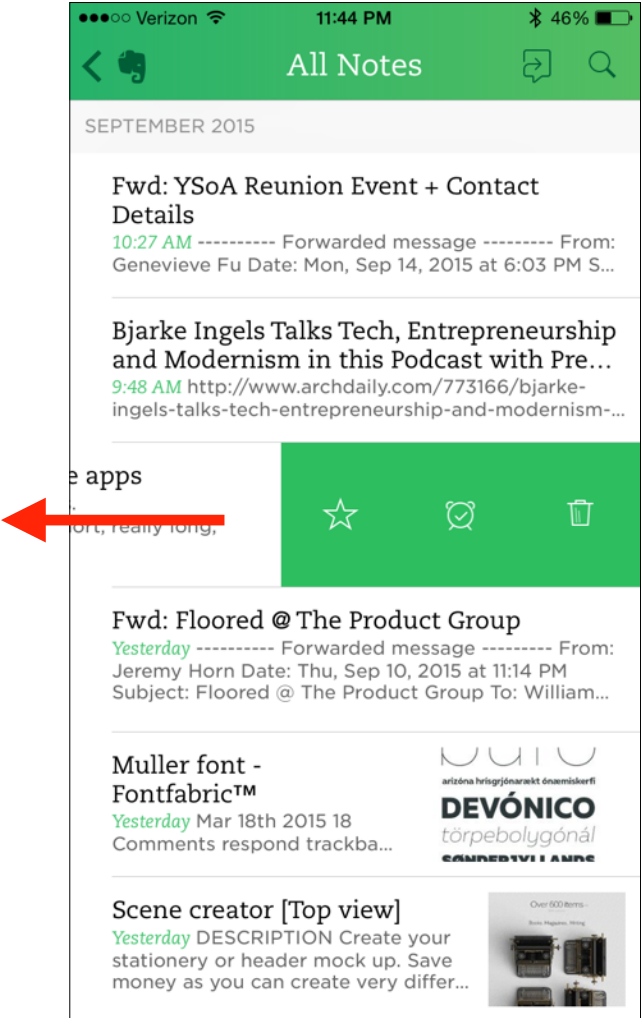 Verizon 11:44 PM 46%
All Notes
SEPTEMBER 2015
Fwd: YSoA Reunion Event + Contact
Details
10:27 AM ---------- Forwarded message --------- From:
Genevieve Fu Date: Mon, Sep 14, 2015 at 6:03 PM S...
Bjarke Ingels Talks Tech, Entrepreneurship
and Modernism in this Podcast with Pre...
9:48 AM http://www.archdaily.com/773166/bjarke-
ingels-talks-tech-entrepreneurship-and-modernism-...
e apps
ort, really long,
Fwd: Floored @ The Product Group
Yesterday ---------- Forwarded message --------- From:
Jeremy Horn Date: Thu, Sep 10, 2015 at 11:14 PM
Subject: Floored @ The Product Group To: William...
Muller font -
Fontfabric™
Yesterday Mar 18th 2015 18
Comments respond trackba...
arizóna hrisgrjónarækt ónæmiskerfi
DEVÓNICO
törpebolygónál
SØNDERJYLLANDS
Scene creator [Top view]
Yesterday DESCRIPTION Create your
stationery or header mock up. Save
money as you can create very differ...
Over 600 items -